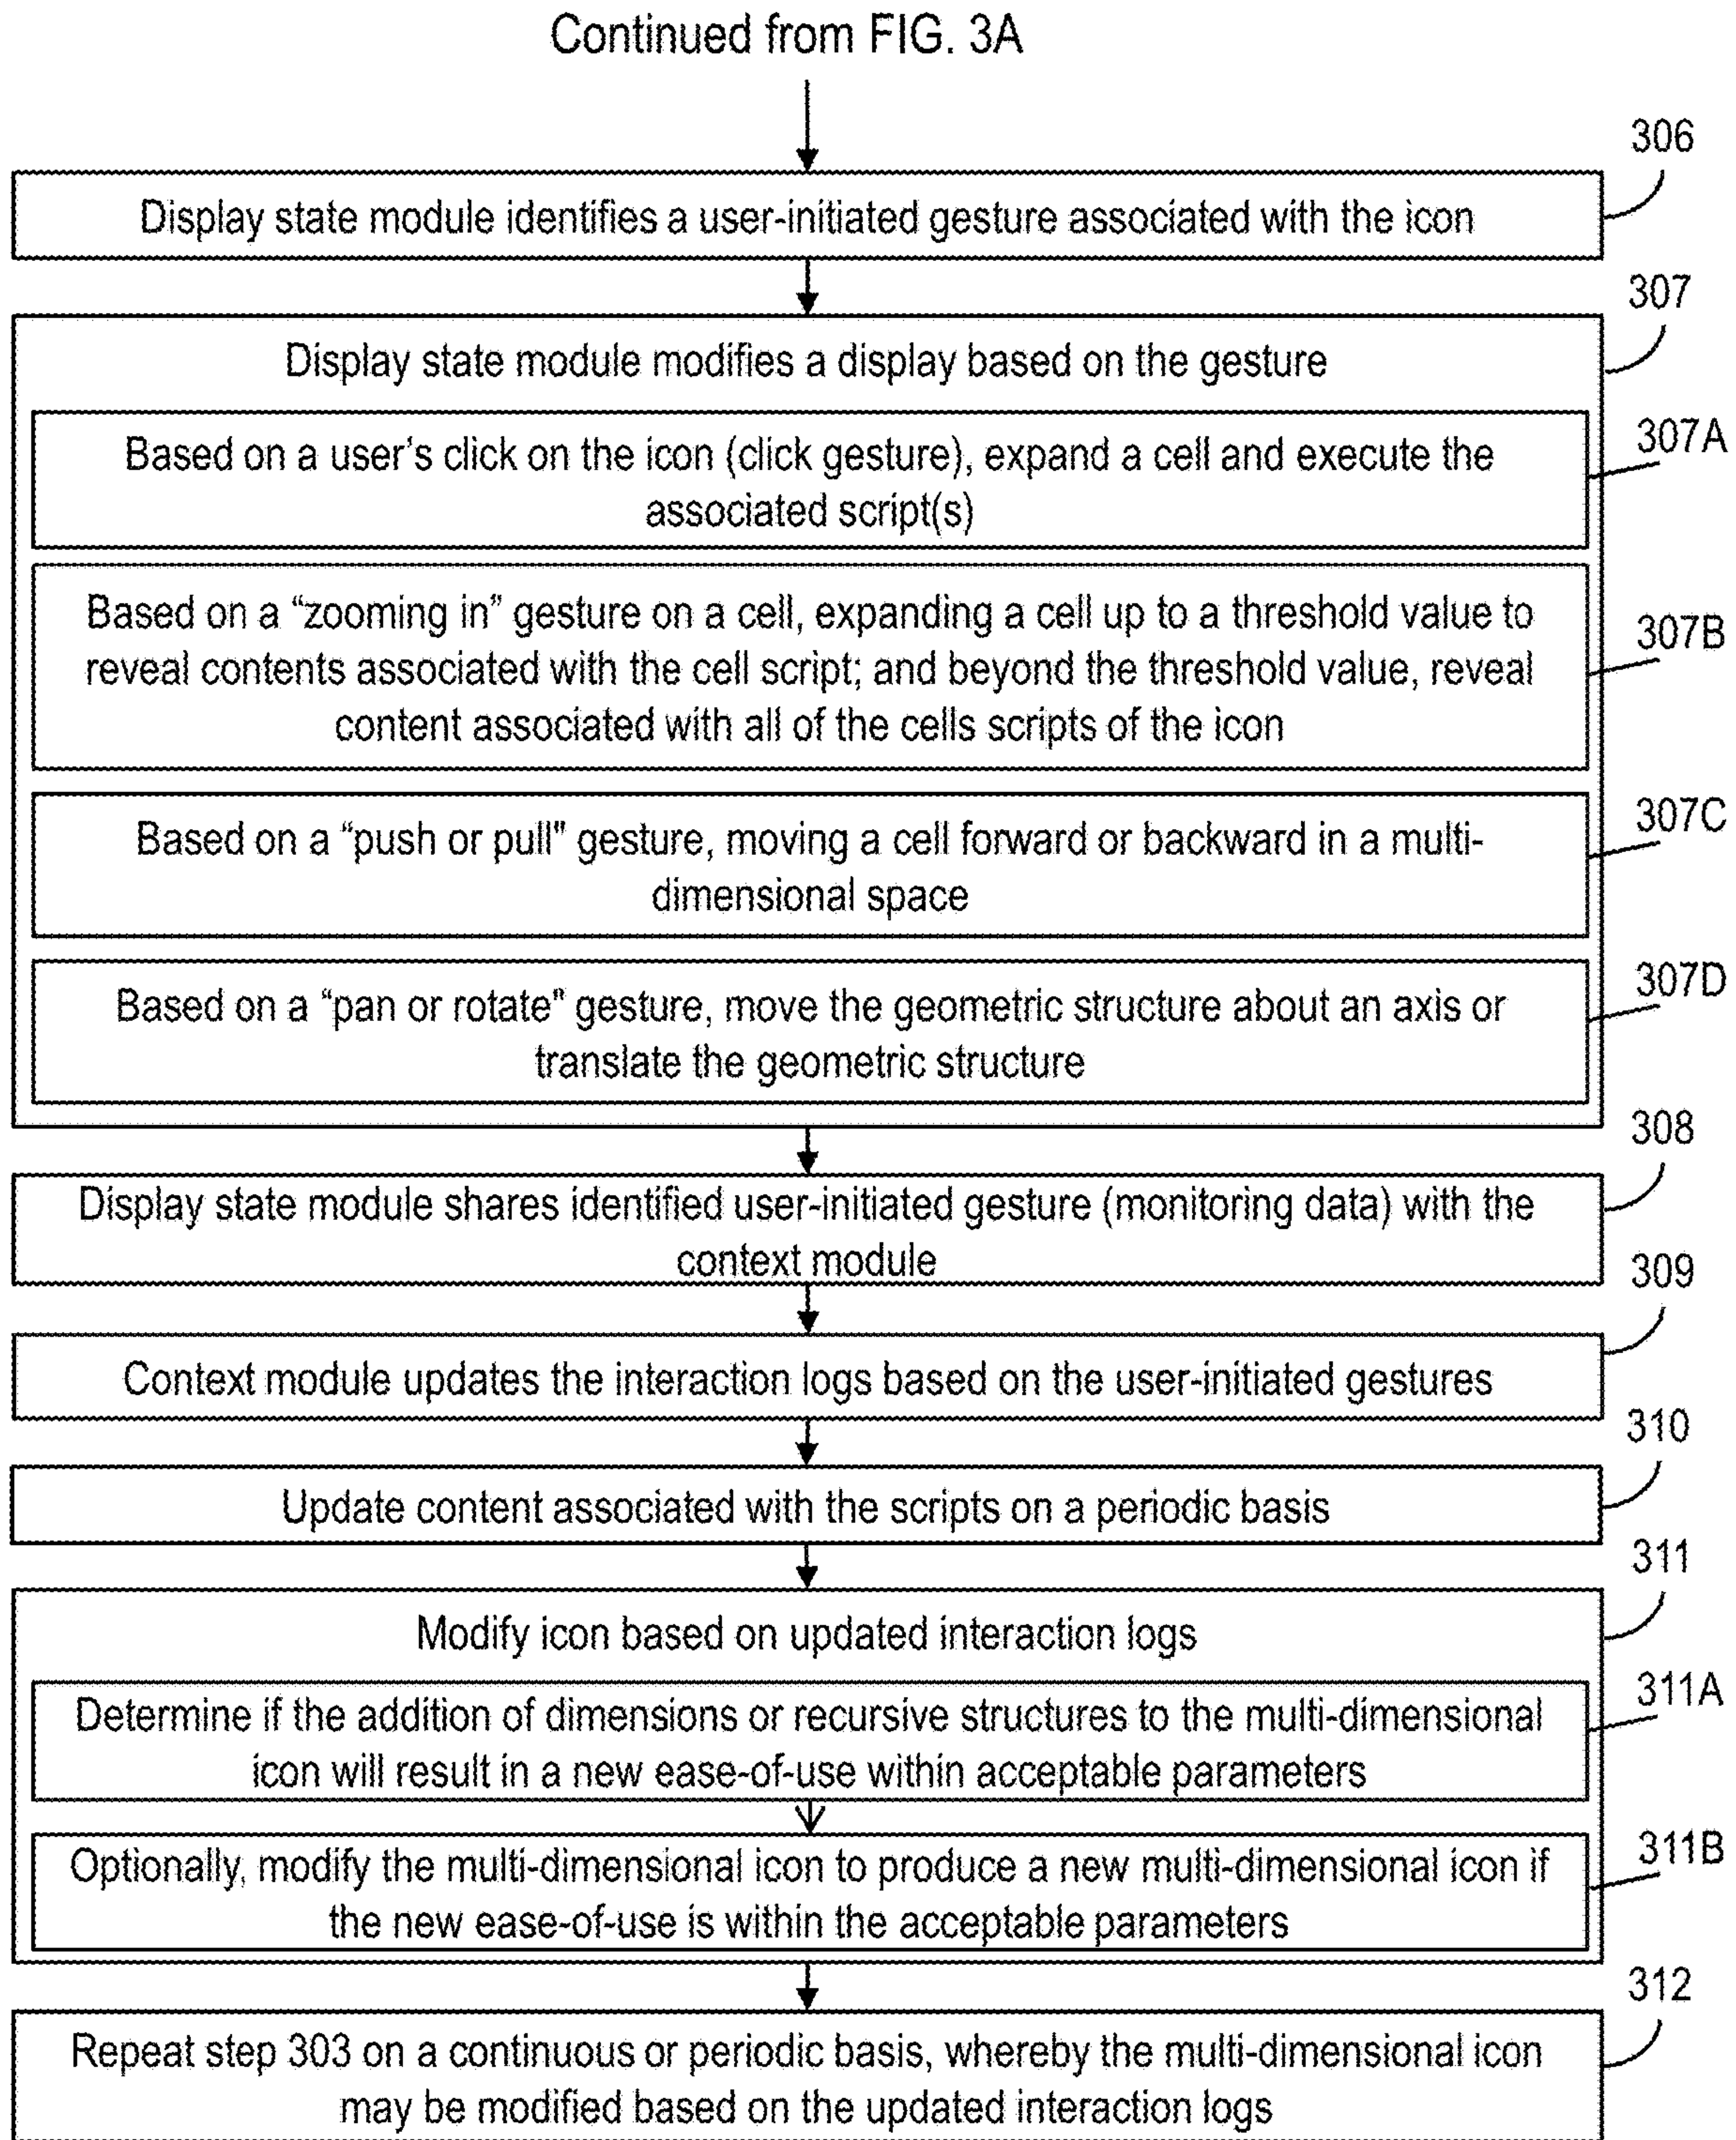 Continued from FIG. 3A
306
Display state module identifies a user-initiated gesture associated with the icon
307
Display state module modifies a display based on the gesture
307A
Based on a user’s click on the icon (click gesture), expand a cell and execute the
associated script(s)
307B
Based on a “zooming in” gesture on a cell, expanding a cell up to a threshold value to
reveal contents associated with the cell script; and beyond the threshold value, reveal
content associated with all of the cells scripts of the icon
307C
Based on a “push or pull" gesture, moving a cell forward or backward in a multi-
dimensional space
307D
Based on a “pan or rotate" gesture, move the geometric structure about an axis or
translate the geometric structure
308
Display state module shares identified user-initiated gesture (monitoring data) with the
context module
309
Context module updates the interaction logs based on the user-initiated gestures
310
Update content associated with the scripts on a periodic basis
311
Modify icon based on updated interaction logs
311A
Determine if the addition of dimensions or recursive structures to the multi-dimensional
icon will result in a new ease-of-use within acceptable parameters
311B
Optionally, modify the multi-dimensional icon to produce a new multi-dimensional icon if
the new ease-of-use is within the acceptable parameters
312
Repeat step 303 on a continuous or periodic basis, whereby the multi-dimensional icon
may be modified based on the updated interaction logs